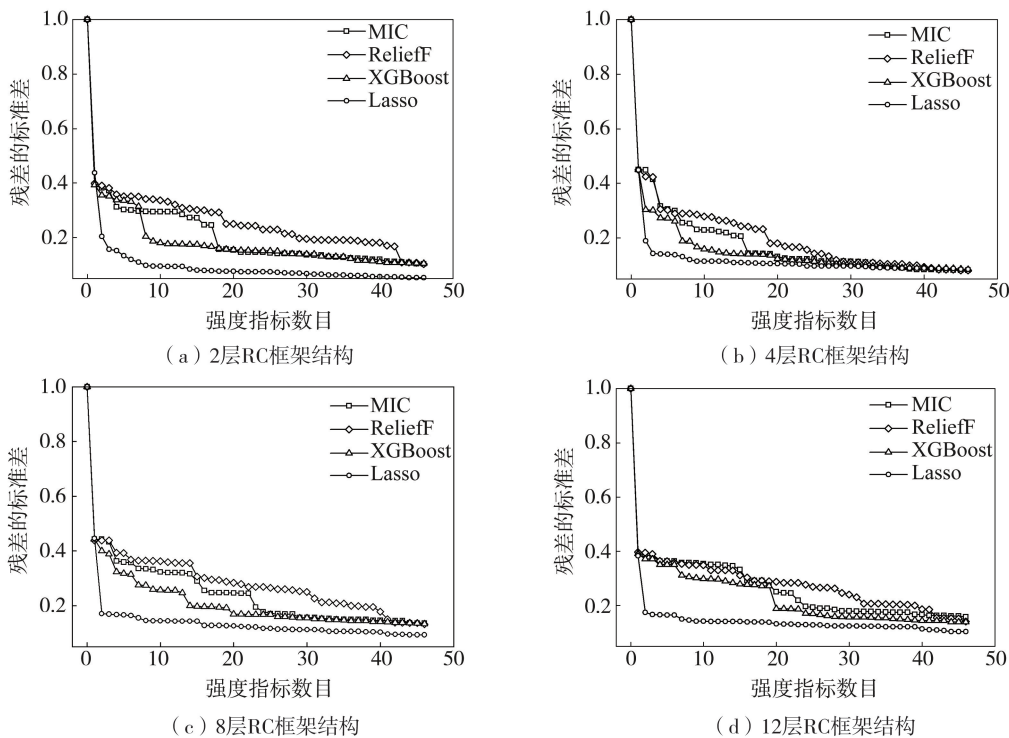 1.0
0.8
0.6
0.4
0.2
0
10
20
30
40
50
残差的标准差
强度指标数目
MIC
ReliefF
XGBoost
Lasso
（a）2层RC框架结构
1.0
0.8
0.6
0.4
0.2
0
10
20
30
40
50
残差的标准差
强度指标数目
MIC
ReliefF
XGBoost
Lasso
（b）4层RC框架结构
1.0
0.8
0.6
0.4
0.2
0
10
20
30
40
50
残差的标准差
强度指标数目
MIC
ReliefF
XGBoost
Lasso
（c）8层RC框架结构
1.0
0.8
0.6
0.4
0.2
0
10
20
30
40
50
残差的标准差
强度指标数目
MIC
ReliefF
XGBoost
Lasso
（d）12层RC框架结构